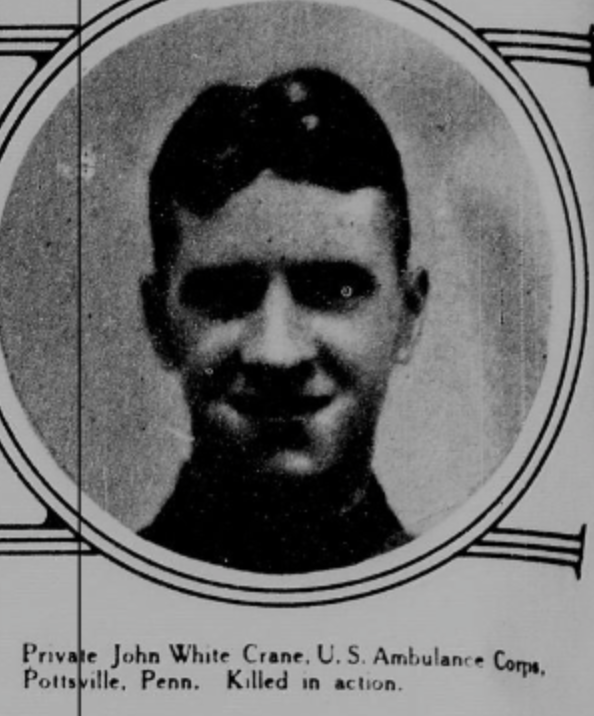 Private John White Crane, U. S. Ambulance Corps,
Pottsville, Penn. Killed in action.